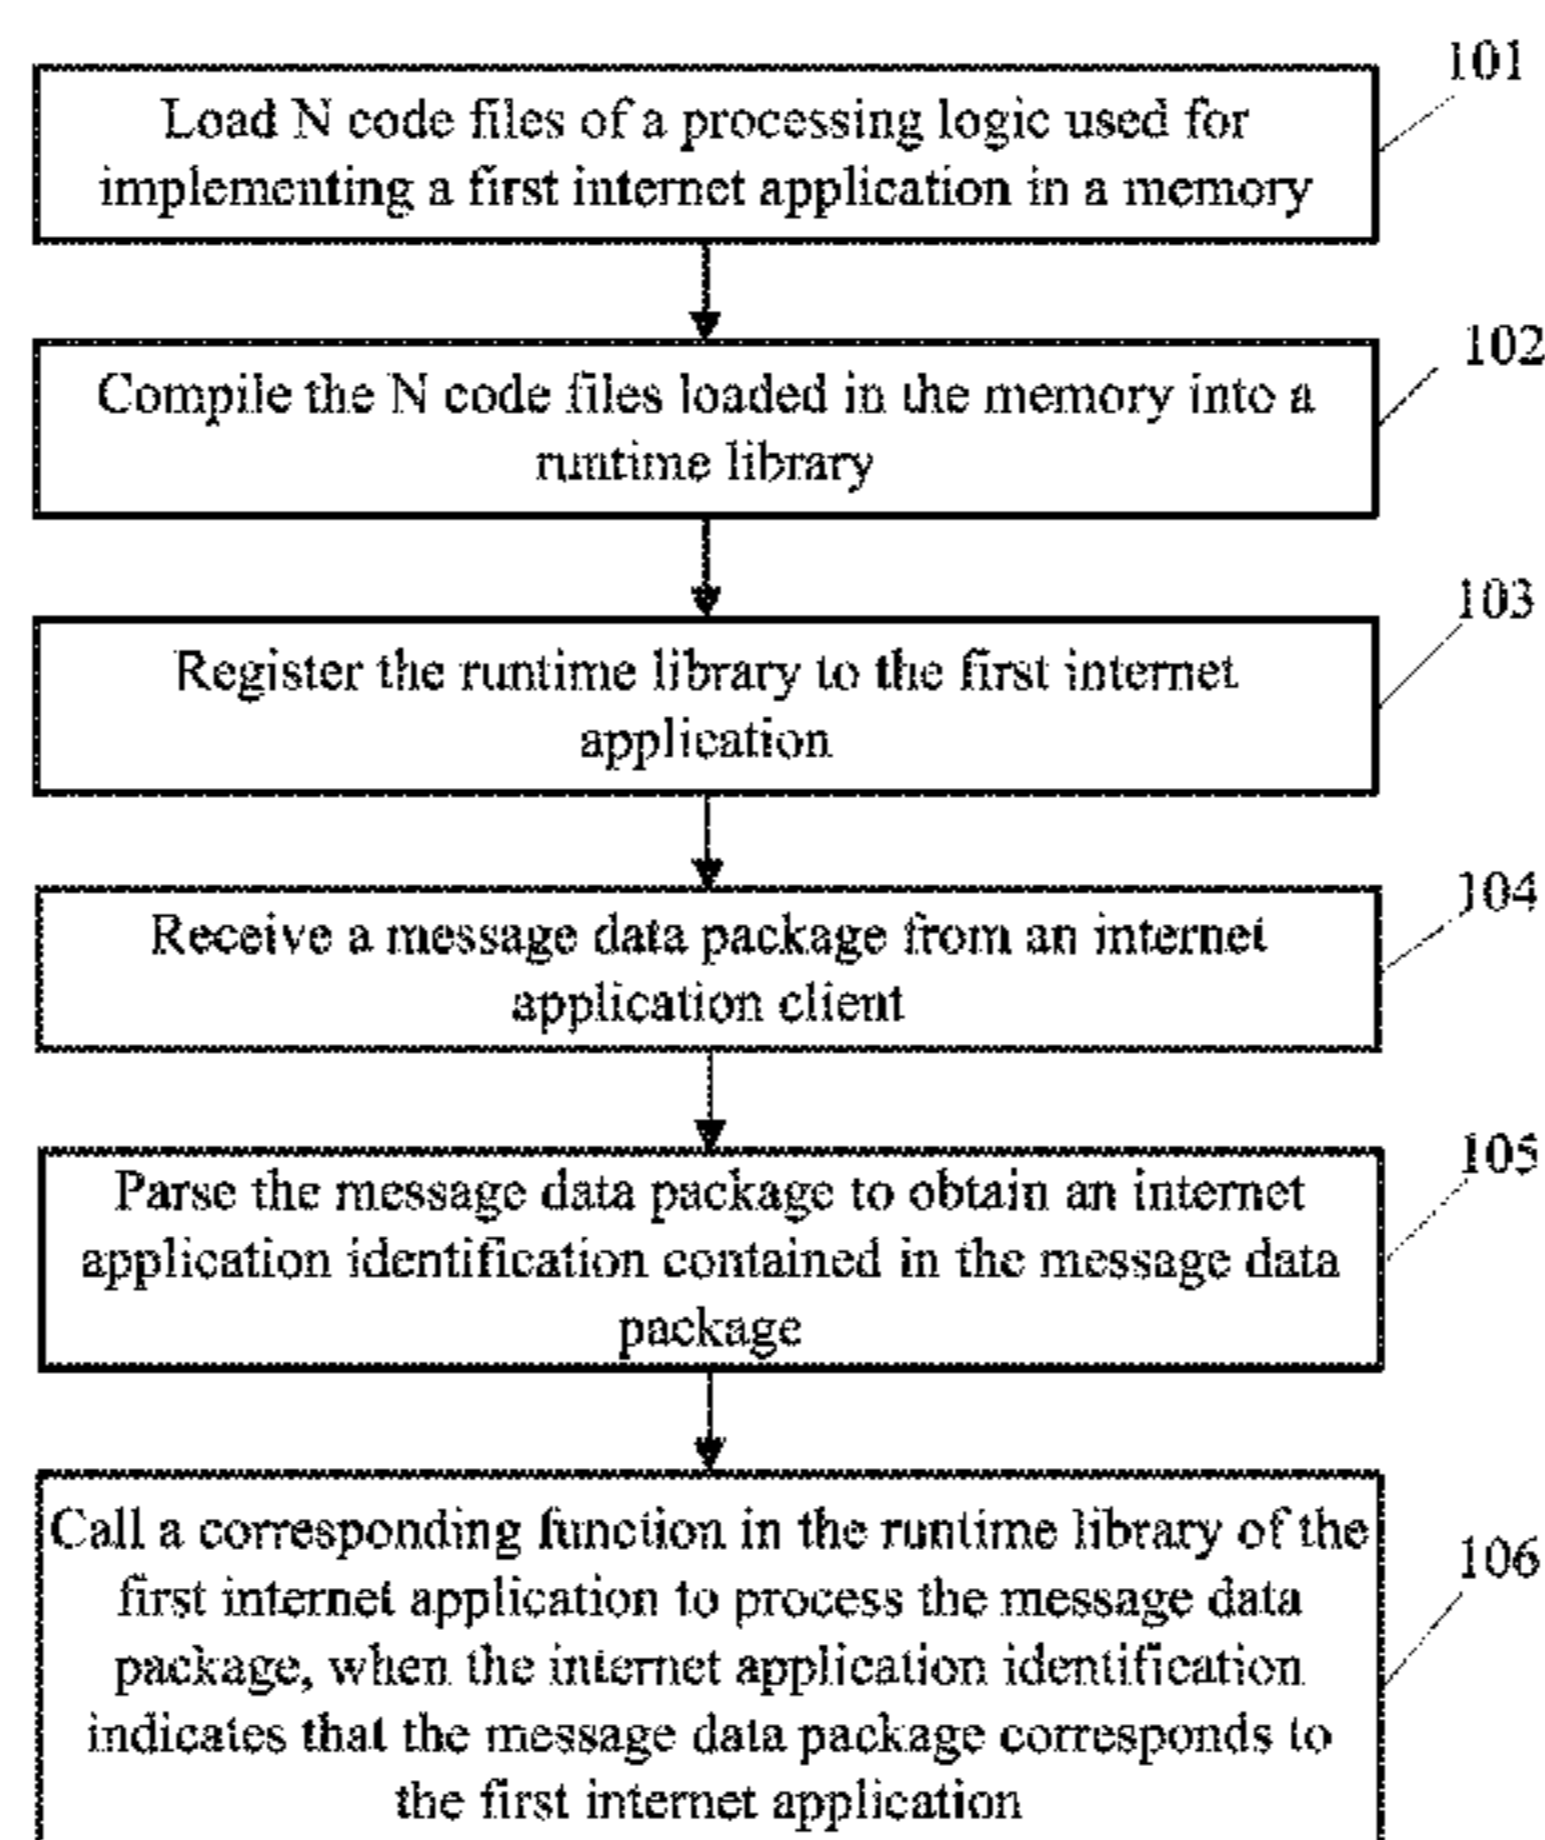 101
Load N code files of a processing logic used for
implementing a first internet application in a memory
102
Compile the N code files loaded in the memory into a
runtime library
103
Register the runtime library to the first internet
application
104
Receive a message data package from an internet
application client
105
Parse the message data package to obtain an internet
application identification contained in the message data
package
106
Call a corresponding function in the runtime library of the
first internet application to process the message data
package, when the internet application identification
indicates that the message data package corresponds to
the first internet application